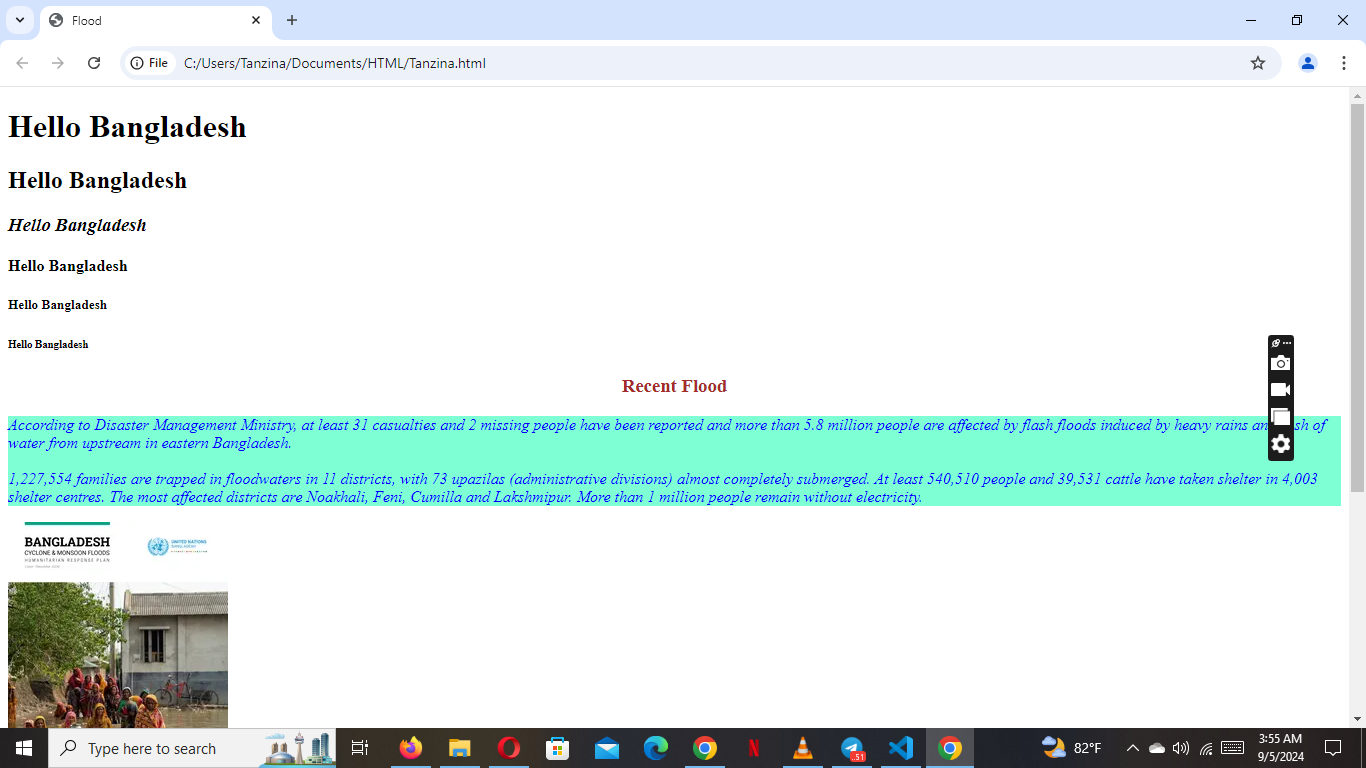 Flood
File
C:/Users/Tanzina/Documents/HTML/Tanzina.html
Hello Bangladesh
Hello Bangladesh
Hello Bangladesh
Hello Bangladesh
Hello Bangladesh
Hello Bangladesh
Recent Flood
According to Disaster Management Ministry, at least 31 casualties and 2 missing people have been reported and more than 5.8 million people are affected by flash floods induced by heavy rains of
water from upstream in eastern Bangladesh.
1,227,554 families are trapped in floodwaters in 11 districts, with 73 upazilas (administrative divisions) almost completely submerged. At least 540,510 people and 39,531 cattle have taken shelter in 4,003
shelter centres. The most affected districts are Noakhali, Feni, Cumilla and Lakshmipur. More than 1 million people remain without electricity.
BANGLADESH
CYCLONE & MONSOON FLOODS
HUMANITARIAN RESPONSE PLAN
UNITED NATIONS
BANGLADESH
Type here to search
51
82°F
3:55 AM
9/5/2024